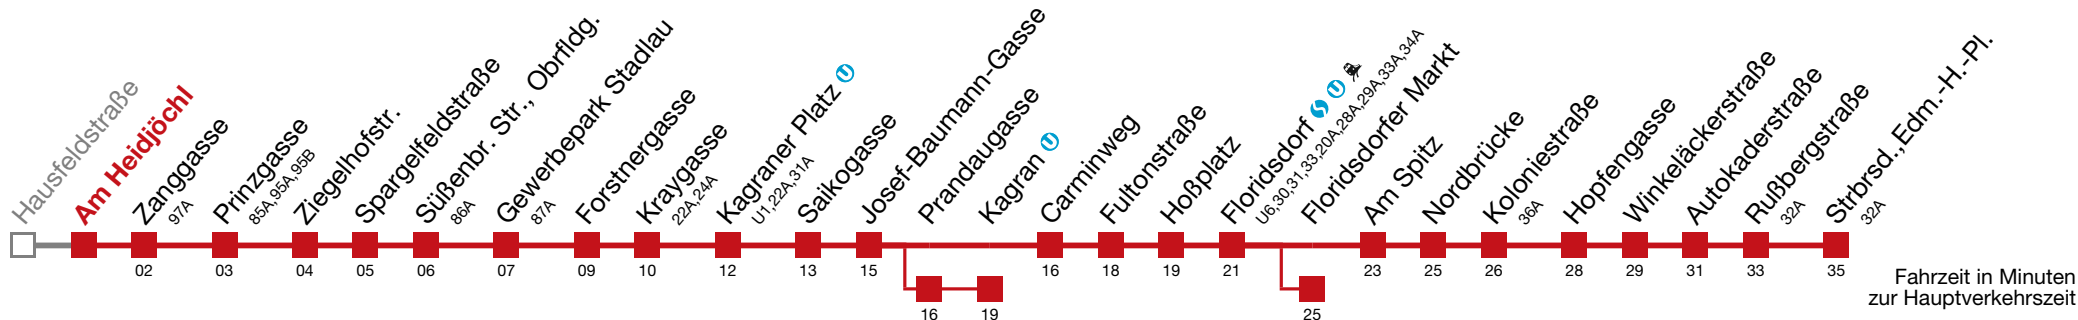 Hausfeldstraße
Am Heidjöchl
Zanggasse
97A
Prinzgasse
85A,95A,95B
Ziegelhofstr.
Spargelfeldstraße
Süßenbr. Str., Obrfldg.
86A
Gewerbepark Stadlau
87A
Forstnergasse
Kraygasse
22A,24A
Kagraner Platz U
U1,22A,31A
Saikogasse
Josef-Baumann-Gasse
Prandaugasse
Kagran U
Carminweg
Fultonstraße
Hoßplatz
Floridsdorf S U
U6,30,31,33,20A,28A,29A,33A,34A
Floridsdorfer Markt
Am Spitz
Nordbrücke
Koloniestraße
36A
Hopfengasse
Winkeläckerstraße
Autokaderstraße
Rußbergstraße
32A
Strbrsd.,Edm.-H.-Pl.
32A
02 03 04 05 06 07 09 10 12 13 15 16 18 19 21 23 25 26 28 29 31 33 35
16 19 25
Fahrzeit in Minuten
zur Hauptverkehrszeit